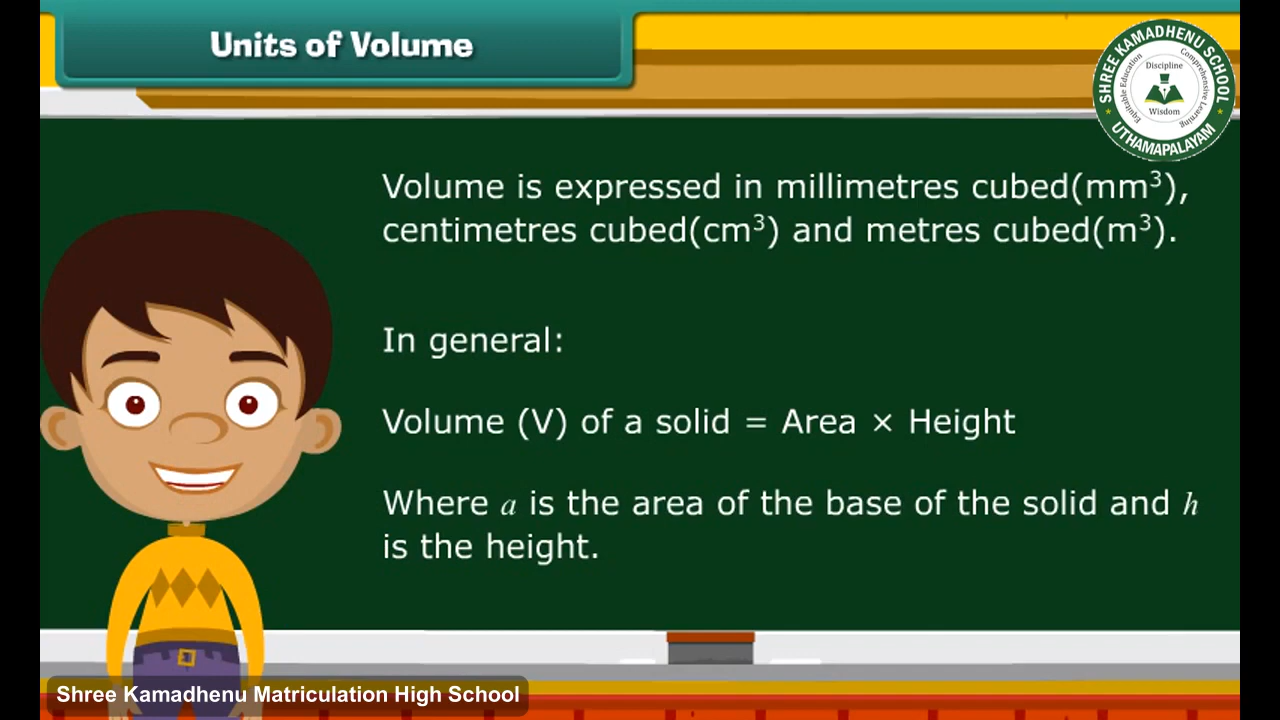 Units of Volume
SHREE KAMADHENU SCHOOL
Equitable Education
Discipline
Comprehensive Learning
Wisdom
UTHAMAPALAYAM
Volume is expressed in millimetres cubed(mm³),
centimetres cubed(cm³) and metres cubed(m³).
In general:
Volume (V) of a solid = Area × Height
Where a is the area of the base of the solid and h
is the height.
Shree Kamadhenu Matriculation High School